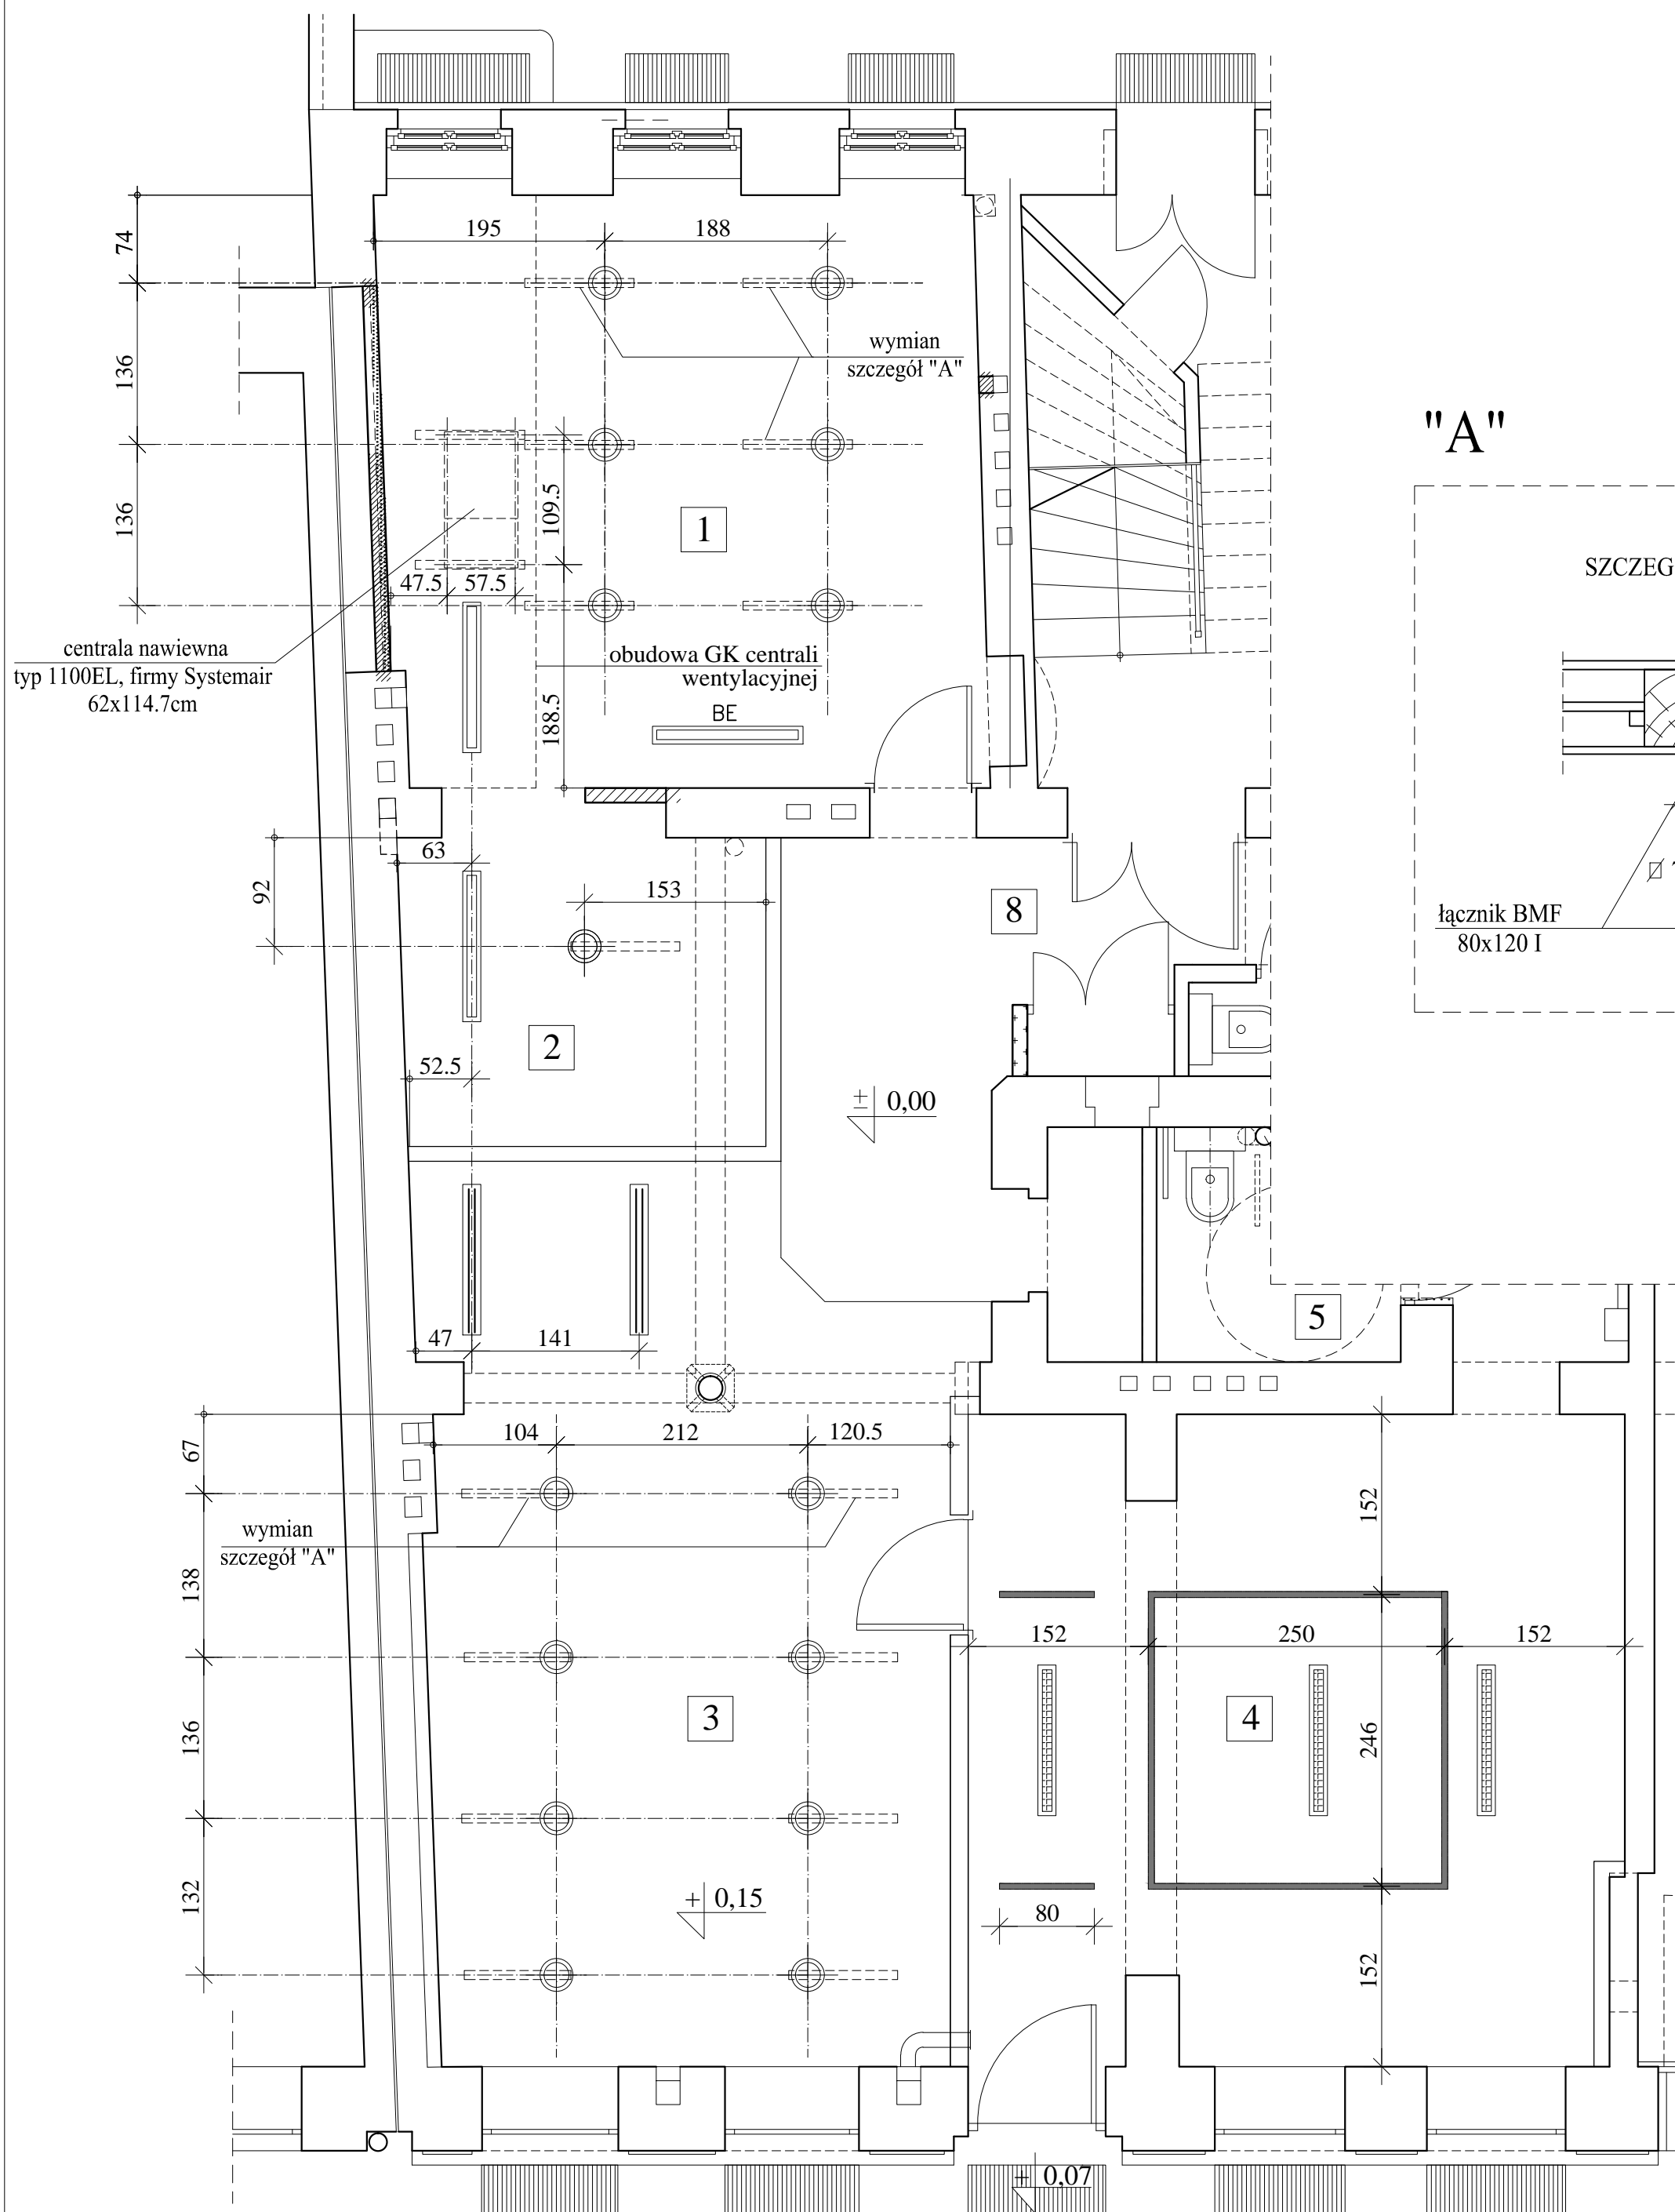 195
188
74
136
136
wymian
szczegół "A"
"A"
109.5
1
47.5
57.5
SZCZEG
centrala nawiewna
typ 1100EL, firmy Systemair
62x114.7cm
obudowa GK centrali
wentylacyjnej
BE
188.5
63
92
153
8
łącznik BMF
80x120 I
2
52.5
± 0,00
5
47
141
67
104
212
120.5
wymian
szczegół "A"
138
152
152
250
152
136
3
4
246
132
+ 0,15
80
152
+ 0,07